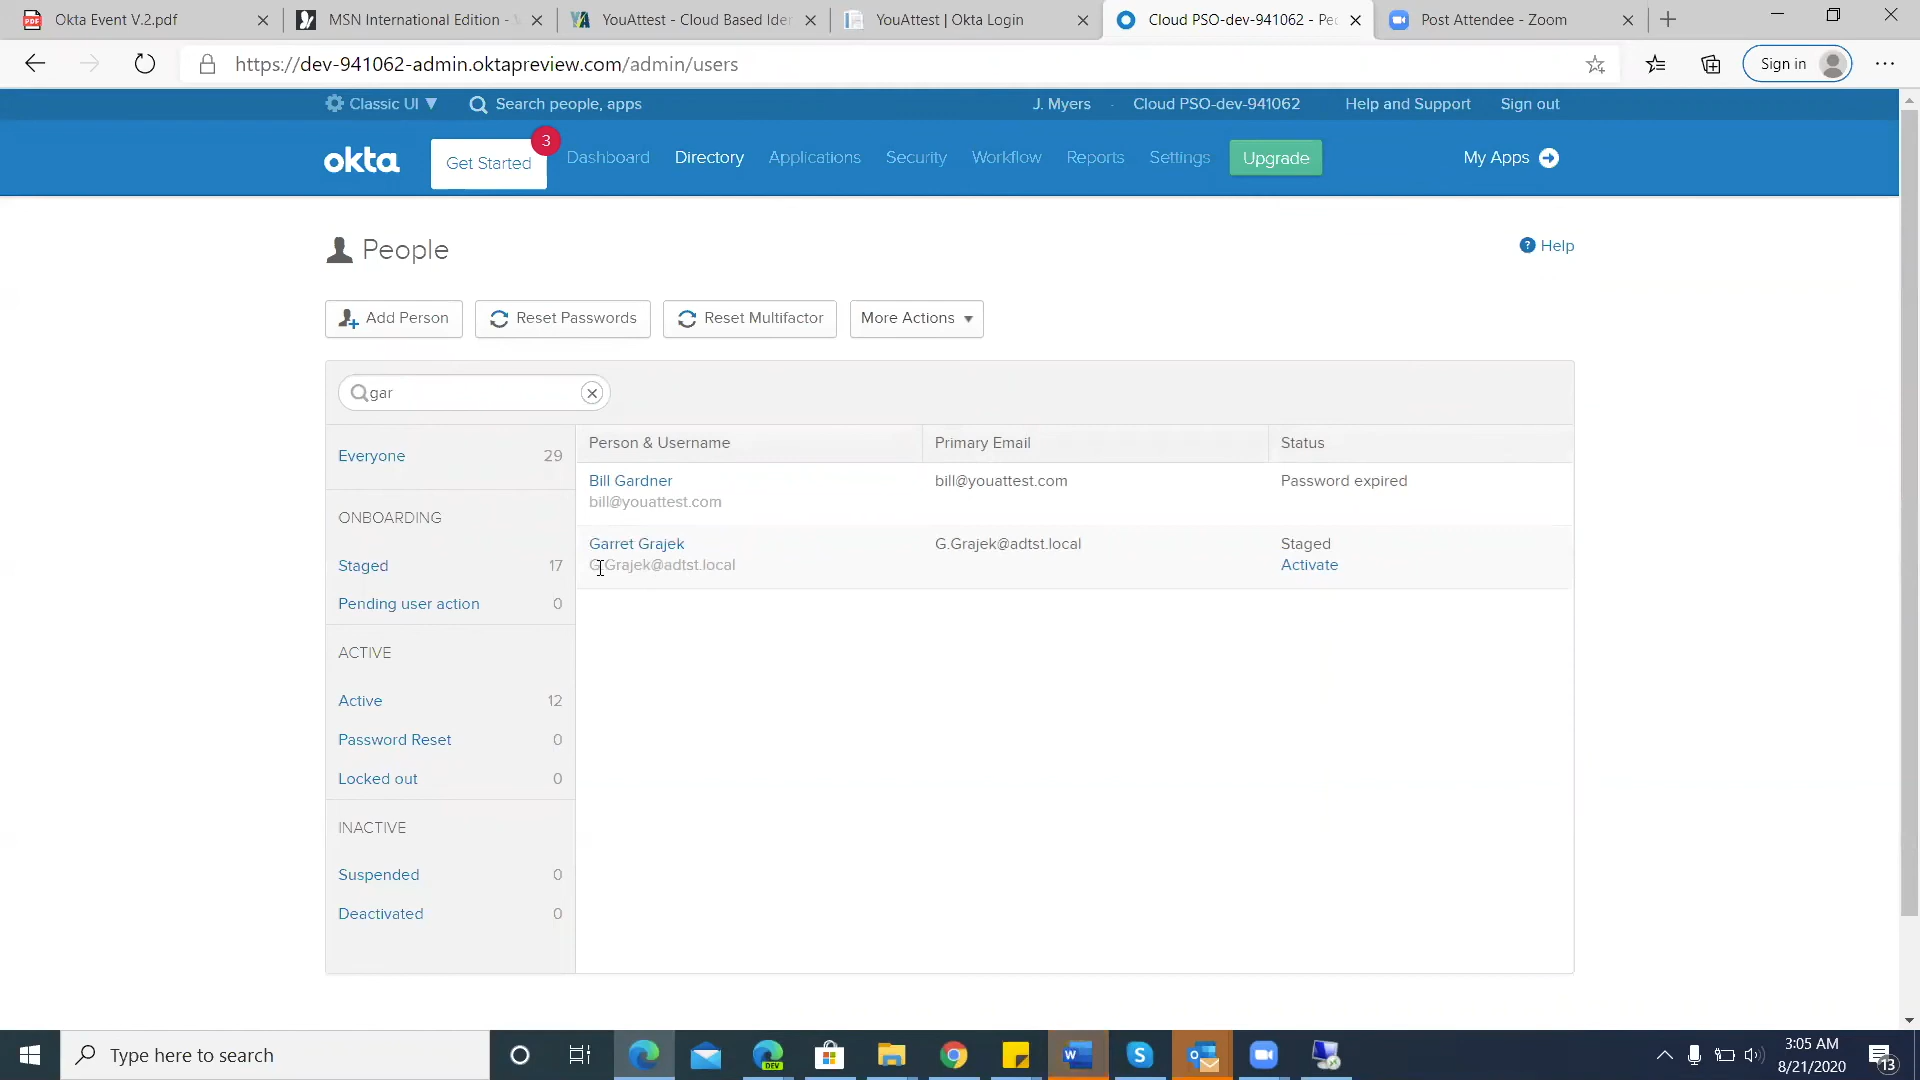 Okta Event V.2.pdf
MSN International Edition -
YouAttest - Cloud Based Ide
YouAttest | Okta Login
Cloud PSO-dev-941062 - Pe
Post Attendee - Zoom
https://dev-941062-admin.oktapreview.com/admin/users
Sign in
Classic UI
Search people, apps
J. Myers
Cloud PSO-dev-941062
Help and Support
Sign out
okta
Get Started
3
Dashboard
Directory
Applications
Security
Workflow
Reports
Settings
Upgrade
My Apps
People
Help
Add Person
Reset Passwords
Reset Multifactor
More Actions
gar
Everyone 29
ONBOARDING
Staged 17
Pending user action 0
ACTIVE
Active 12
Password Reset 0
Locked out 0
INACTIVE
Suspended 0
Deactivated 0
Person & Username Primary Email Status
Bill Gardner bill@youattest.com Password expired
bill@youattest.com
Garret Grajek G.Grajek@adtst.local Staged
G.Grajek@adtst.local Activate
Type here to search
DEV
3:05 AM
8/21/2020
13